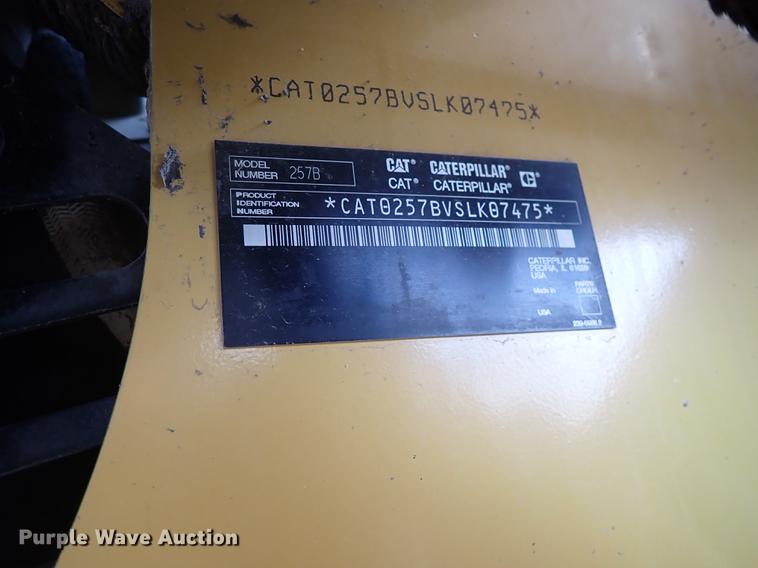 *CAT0257BVSLK07475*
MODEL NUMBER 257B
CAT® CATERPILLAR®
CAT® CATERPILLAR®
PRODUCT IDENTIFICATION NUMBER *CAT0257BVSLK07475*
CATERPILLAR INC.
PEORIA, IL 61629
USA
Made in
USA
PARTS
ORDER
Purple Wave Auction